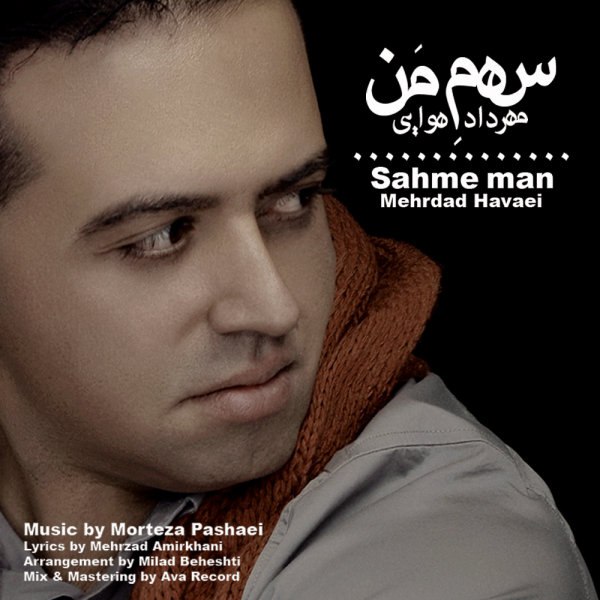 سهمِ مَن
مهرداد هوایی
Sahme man
Mehrdad Havaei
Music by Morteza Pashaei
Lyrics by Mehrzad Amirkhani
Arrangement by Milad Beheshti
Mix & Mastering by Ava Record